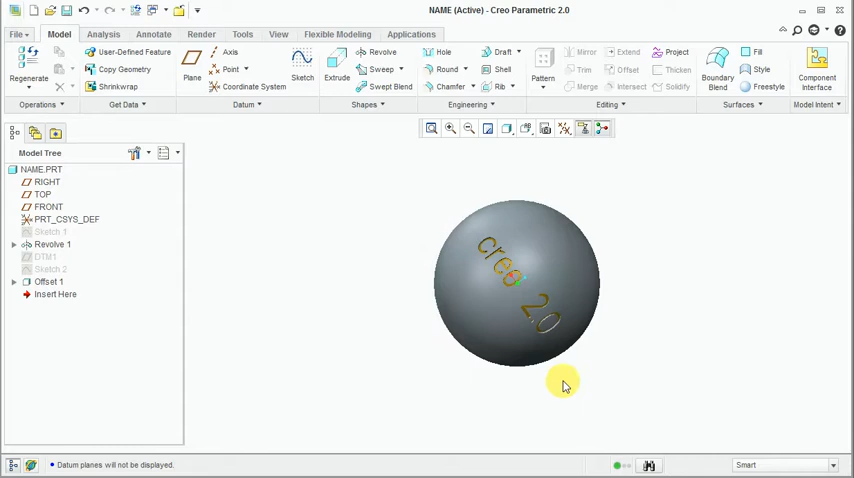 NAME (Active) - Creo Parametric 2.0
File
Model
Analysis
Annotate
Render
Tools
View
Flexible Modeling
Applications
Regenerate
User-Defined Feature
Copy Geometry
Shrinkwrap
Plane
Axis
Point
Coordinate System
Sketch
Extrude
Revolve
Sweep
Swept Blend
Hole
Round
Chamfer
Draft
Shell
Rib
Pattern
Mirror
Trim
Merge
Extend
Offset
Intersect
Project
Thicken
Solidify
Boundary
Blend
Fill
Style
Freestyle
Component
Interface
Operations
Get Data
Datum
Shapes
Engineering
Editing
Surfaces
Model Intent
Model Tree
NAME.PRT
RIGHT
TOP
FRONT
PRT_CSYS_DEF
Sketch 1
Revolve 1
DTM1
Sketch 2
Offset 1
Insert Here
creo 2.0
Datum planes will not be displayed.
Smart